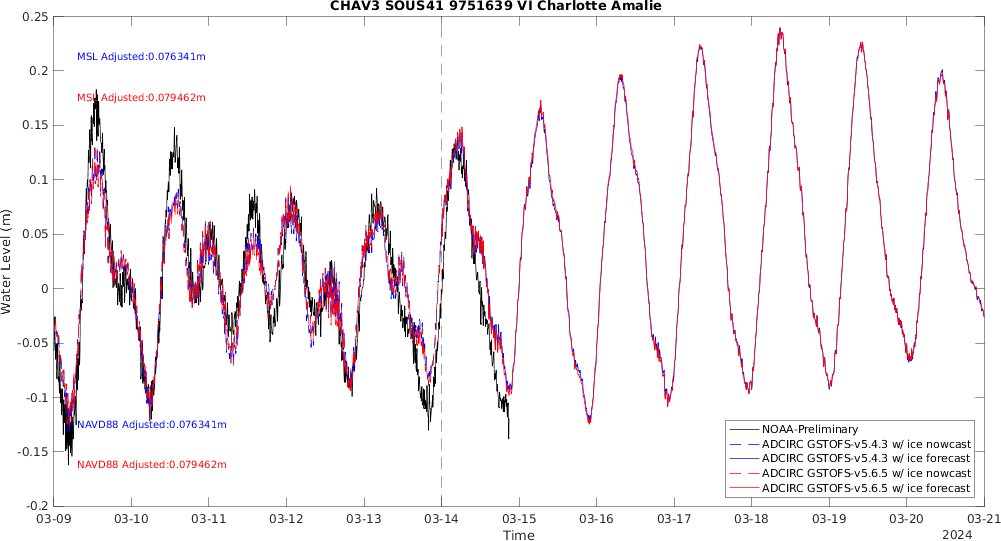 CHAV3 SOUS41 9751639 VI Charlotte Amalie
0.25
0.2
0.15
0.1
0.05
0
-0.05
-0.1
-0.15
-0.2
Water Level (m)
MSL Adjusted:0.076341m
MSL Adjusted:0.079462m
NAVD88 Adjusted:0.076341m
NAVD88 Adjusted:0.079462m
NOAA-Preliminary
ADCIRC GSTOFS-v5.4.3 w/ ice nowcast
ADCIRC GSTOFS-v5.4.3 w/ ice forecast
ADCIRC GSTOFS-v5.6.5 w/ ice nowcast
ADCIRC GSTOFS-v5.6.5 w/ ice forecast
03-09 03-10 03-11 03-12 03-13 03-14 03-15 03-16 03-17 03-18 03-19 03-20 03-21
Time
2024